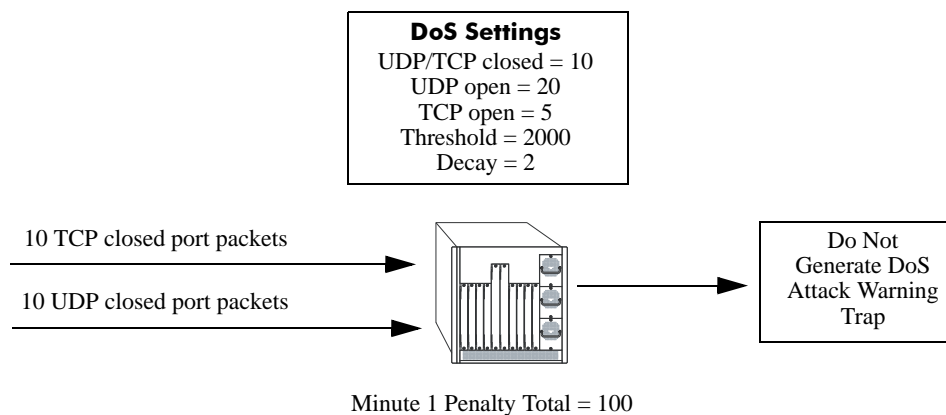 DoS Settings
UDP/TCP closed = 10
UDP open = 20
TCP open = 5
Threshold = 2000
Decay = 2
10 TCP closed port packets
10 UDP closed port packets
Do Not
Generate DoS
Attack Warning
Trap
Minute 1 Penalty Total = 100